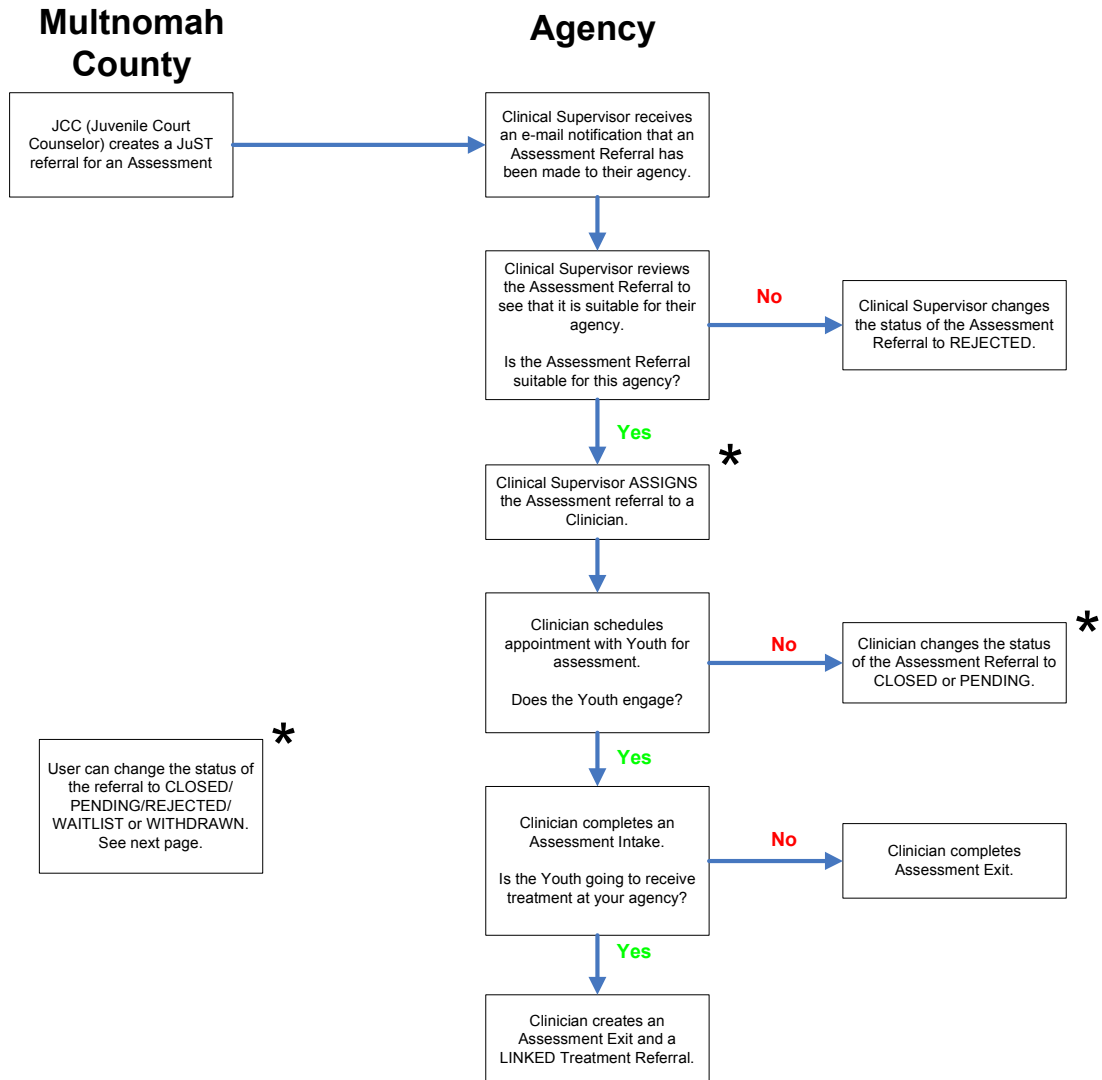 Multnomah
County
Agency
JCC (Juvenile Court
Counselor) creates a JuST
referral for an Assessment
Clinical Supervisor receives
an e-mail notification that an
Assessment Referral has
been made to their agency.
Clinical Supervisor reviews
the Assessment Referral to
see that it is suitable for their
agency.
Is the Assessment Referral
suitable for this agency?
No
Clinical Supervisor changes
the status of the Assessment
Referral to REJECTED.
Yes
*
Clinical Supervisor ASSIGNS
the Assessment referral to a
Clinician.
Clinician schedules
appointment with Youth for
assessment.
Does the Youth engage?
No
*
Clinician changes the status
of the Assessment Referral to
CLOSED or PENDING.
*
User can change the status of
the referral to CLOSED/
PENDING/REJECTED/
WAITLIST or WITHDRAWN.
See next page.
Yes
Clinician completes an
Assessment Intake.
Is the Youth going to receive
treatment at your agency?
No
Clinician completes
Assessment Exit.
Yes
Clinician creates an
Assessment Exit and a
LINKED Treatment Referral.